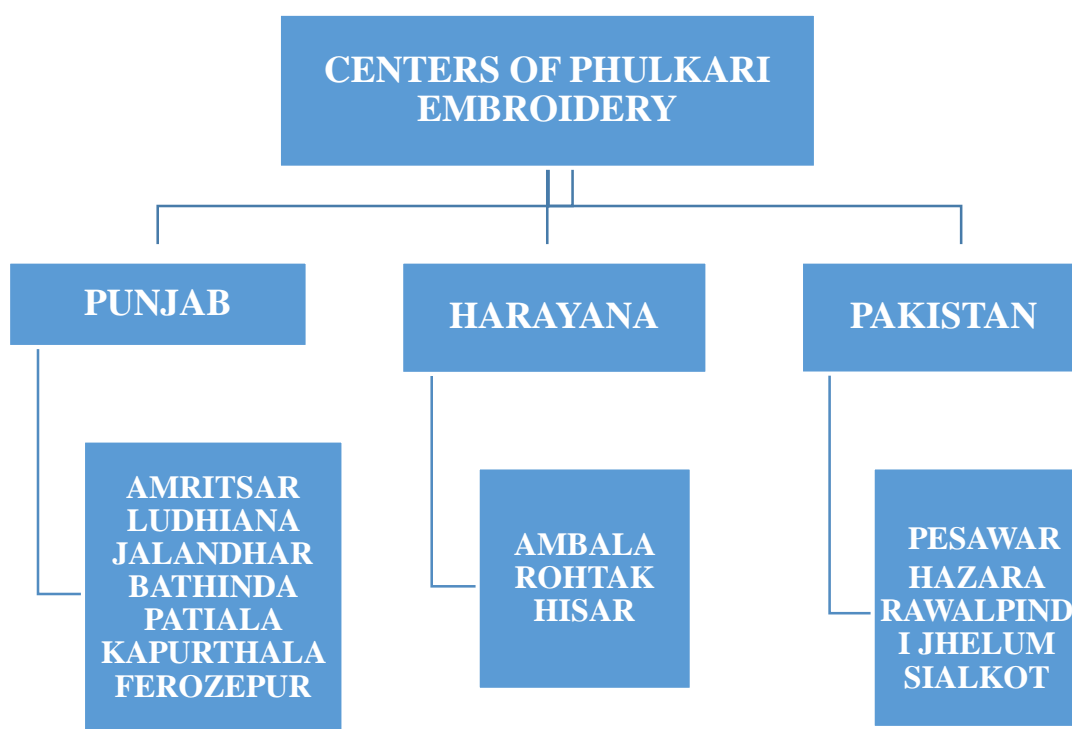 CENTERS OF PHULKARI
EMBROIDERY
PUNJAB
HARAYANA
PAKISTAN
AMRITSAR
LUDHIANA
JALANDHAR
BATHINDA
PATIALA
KAPURTHALA
FEROZEPUR
AMBALA
ROHTAK
HISAR
PESAWAR
HAZARA
RAWALPIND
I JHELUM
SIALKOT